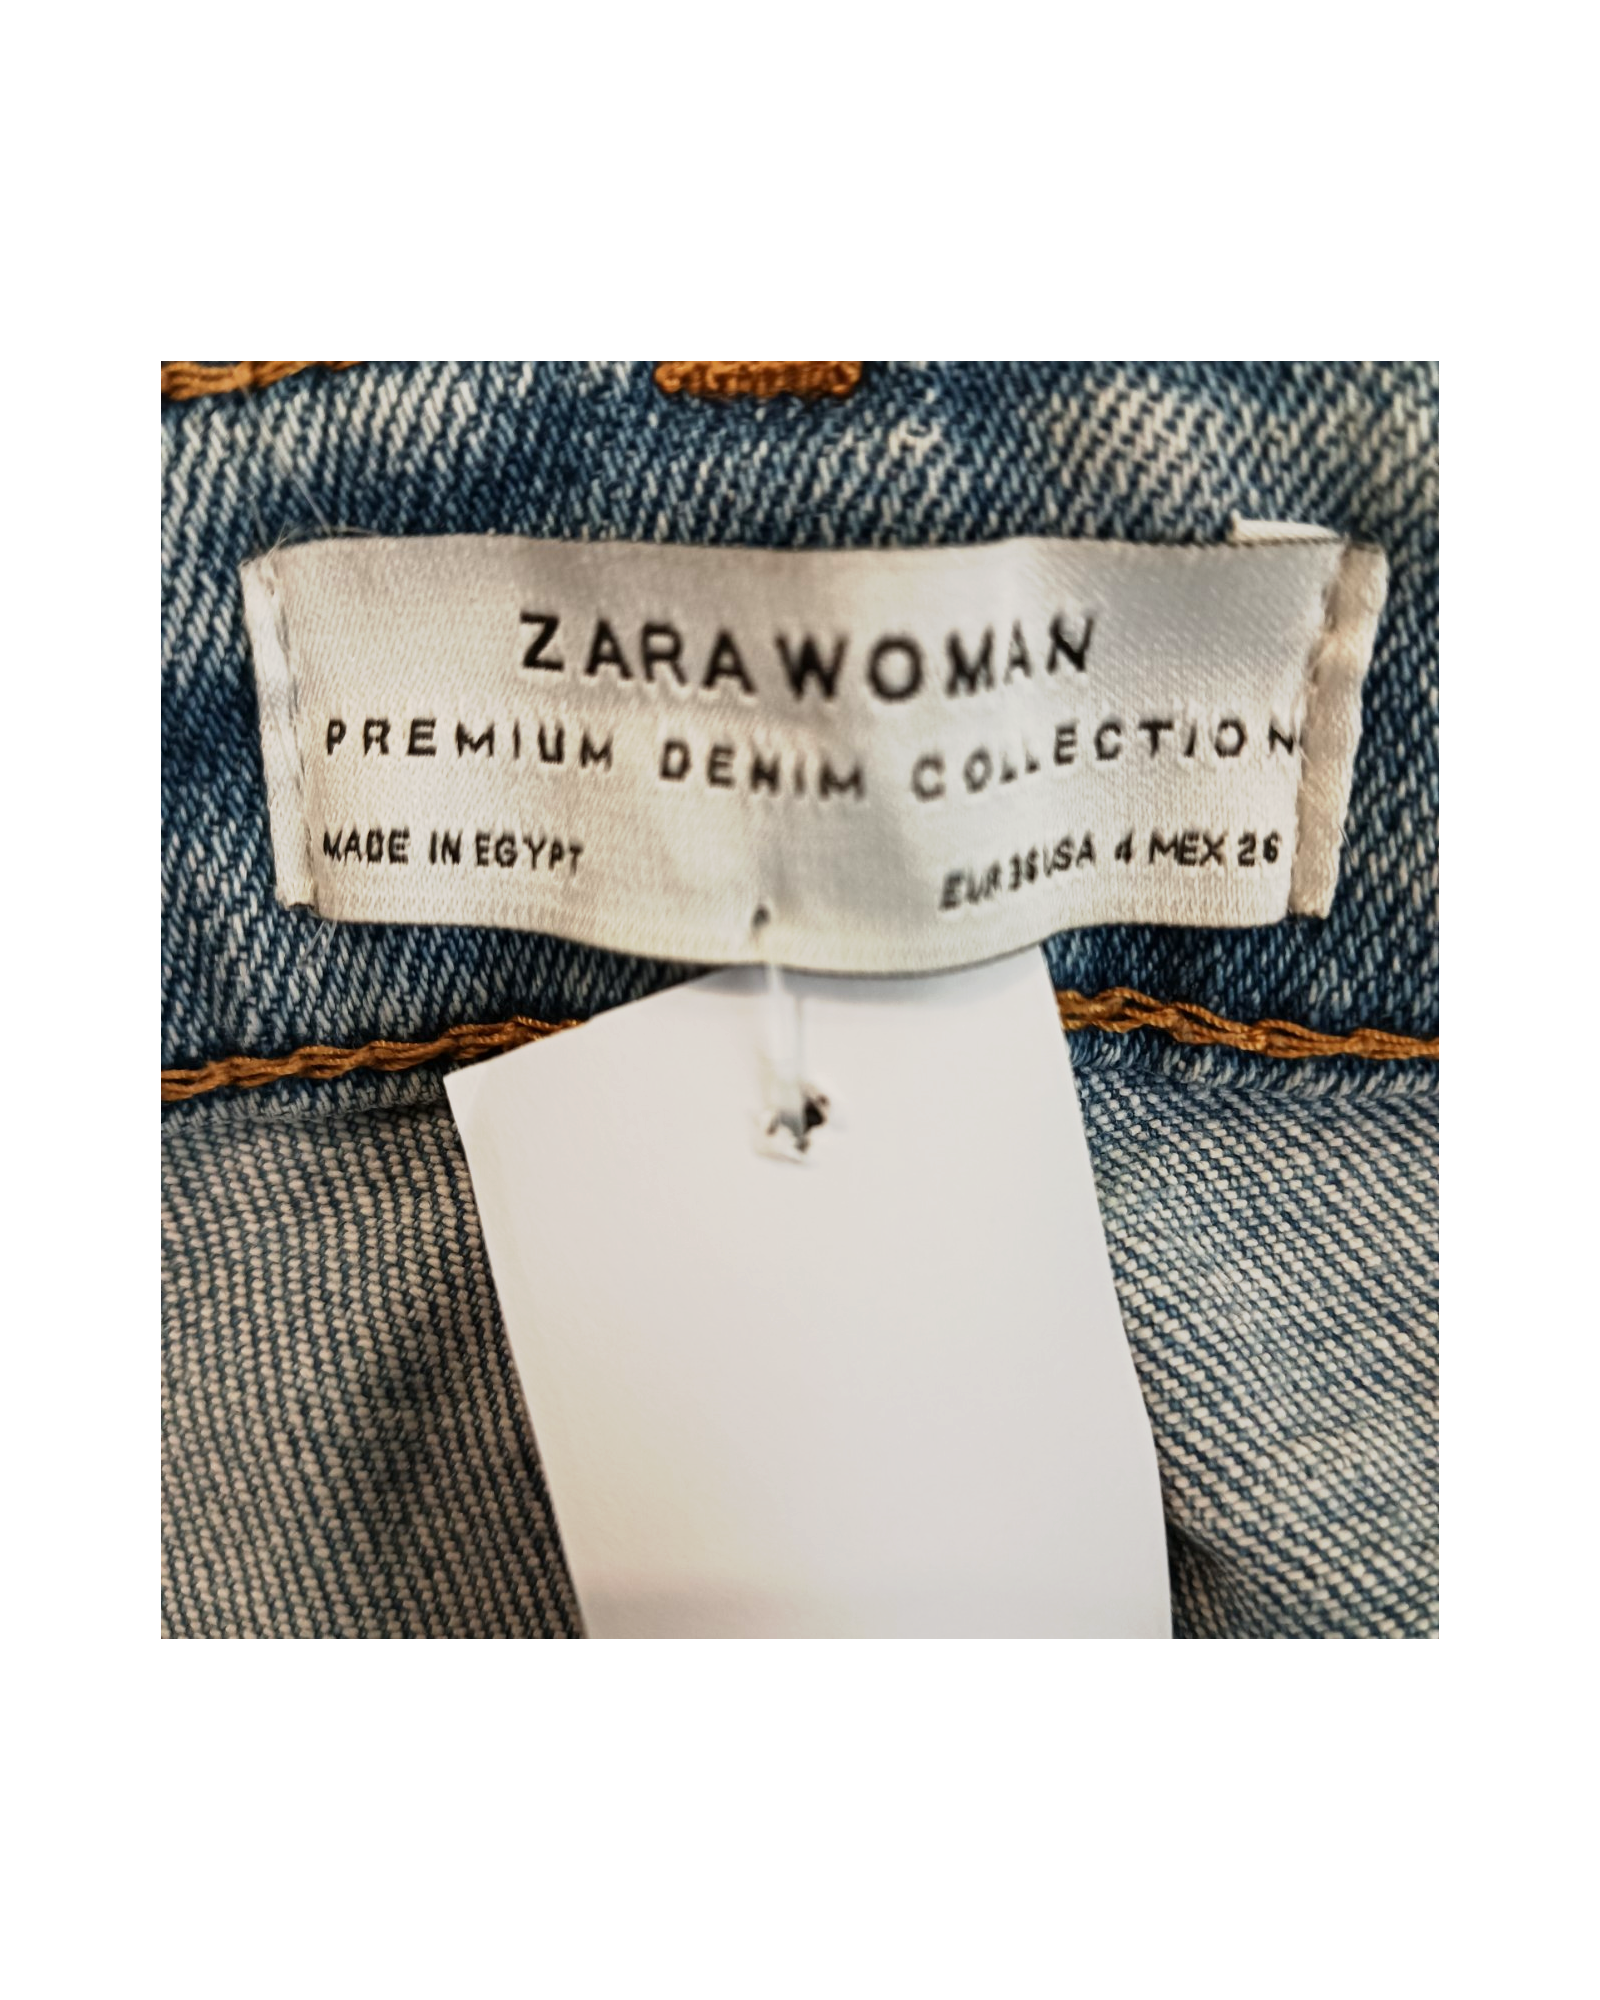 ZARA WOMAN
PREMIUM DENIM COLLECTION
MADE IN EGYPT
EUR 36 USA 4 MEX 26